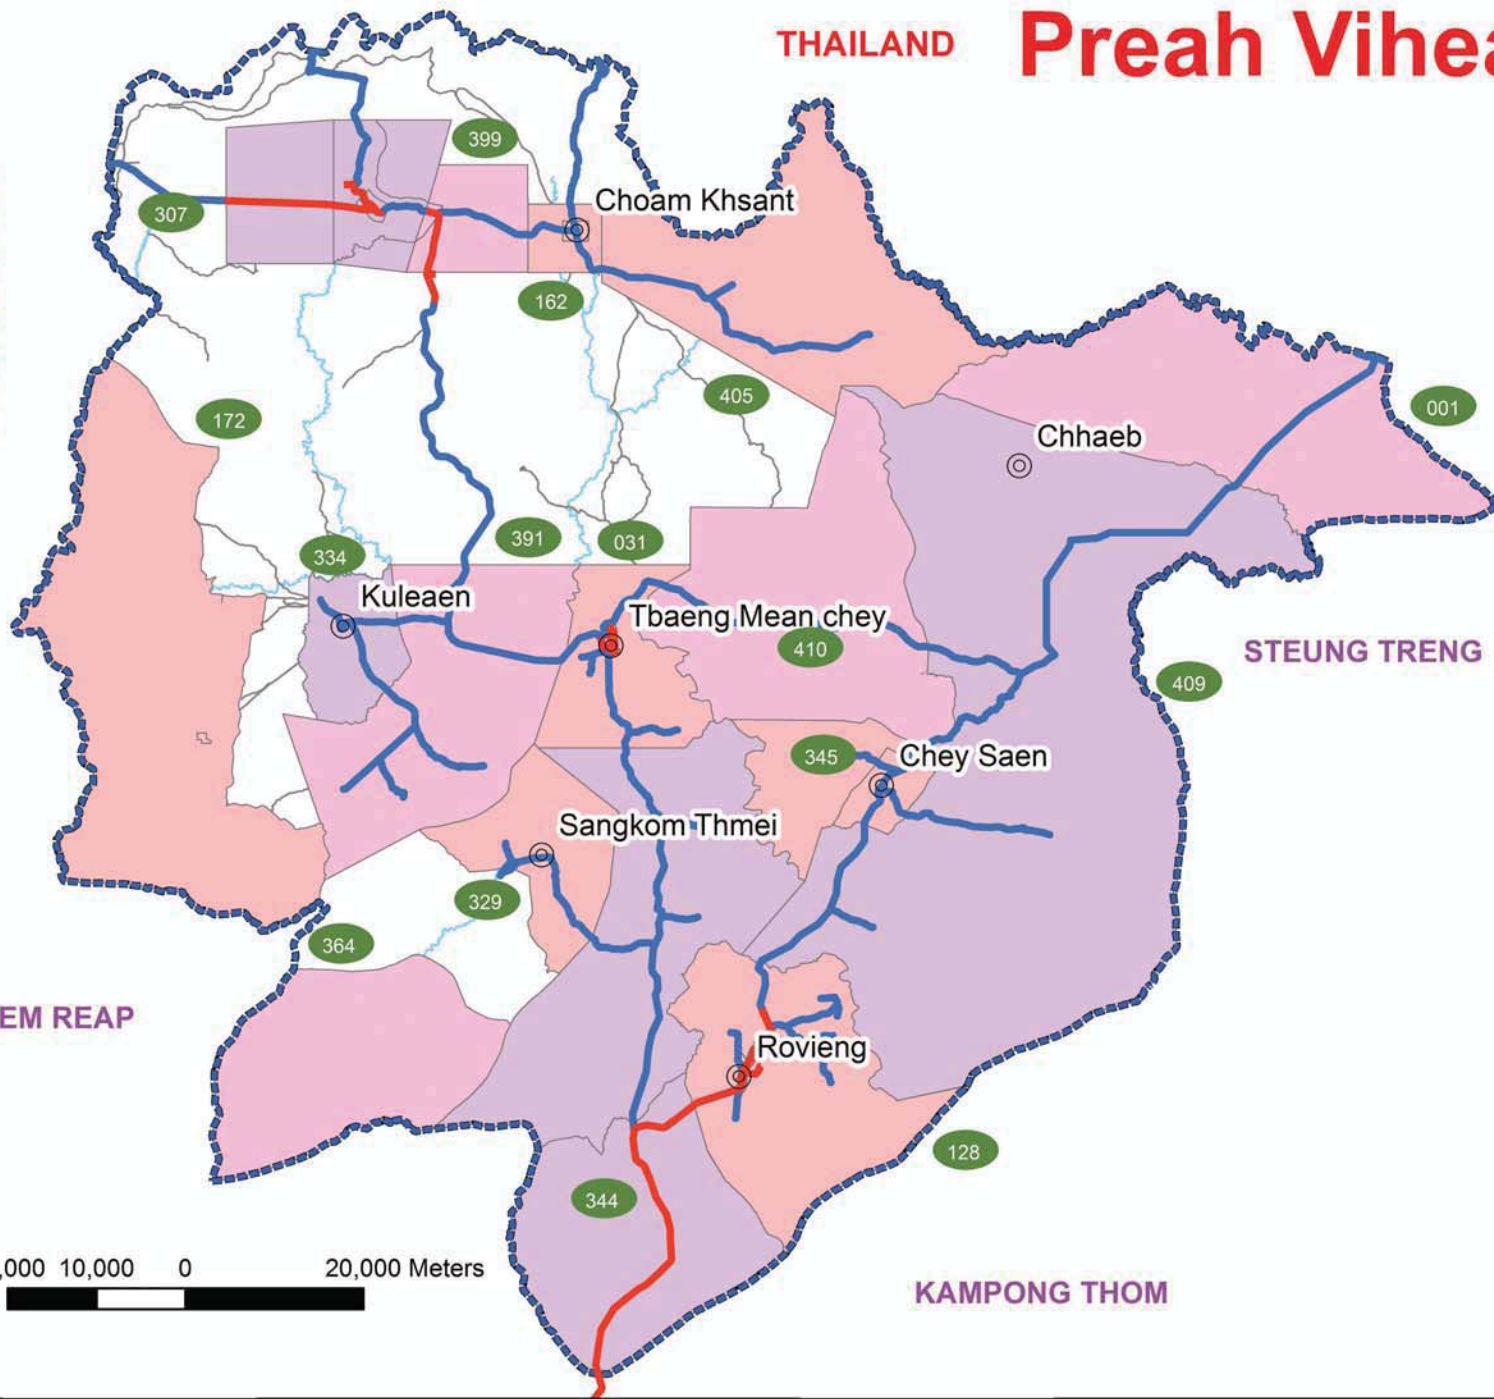 THAILAND Preah Vihea
399
Choam Khsant
307
162
405
172
001
Chhaeb
391
031
334
Kuleaen
Tbaeng Mean chey
410
STEUNG TRENG
409
345
Chey Saen
Sangkom Thmei
329
364
EM REAP
Rovieng
128
344
,000 10,000 0 20,000 Meters
KAMPONG THOM